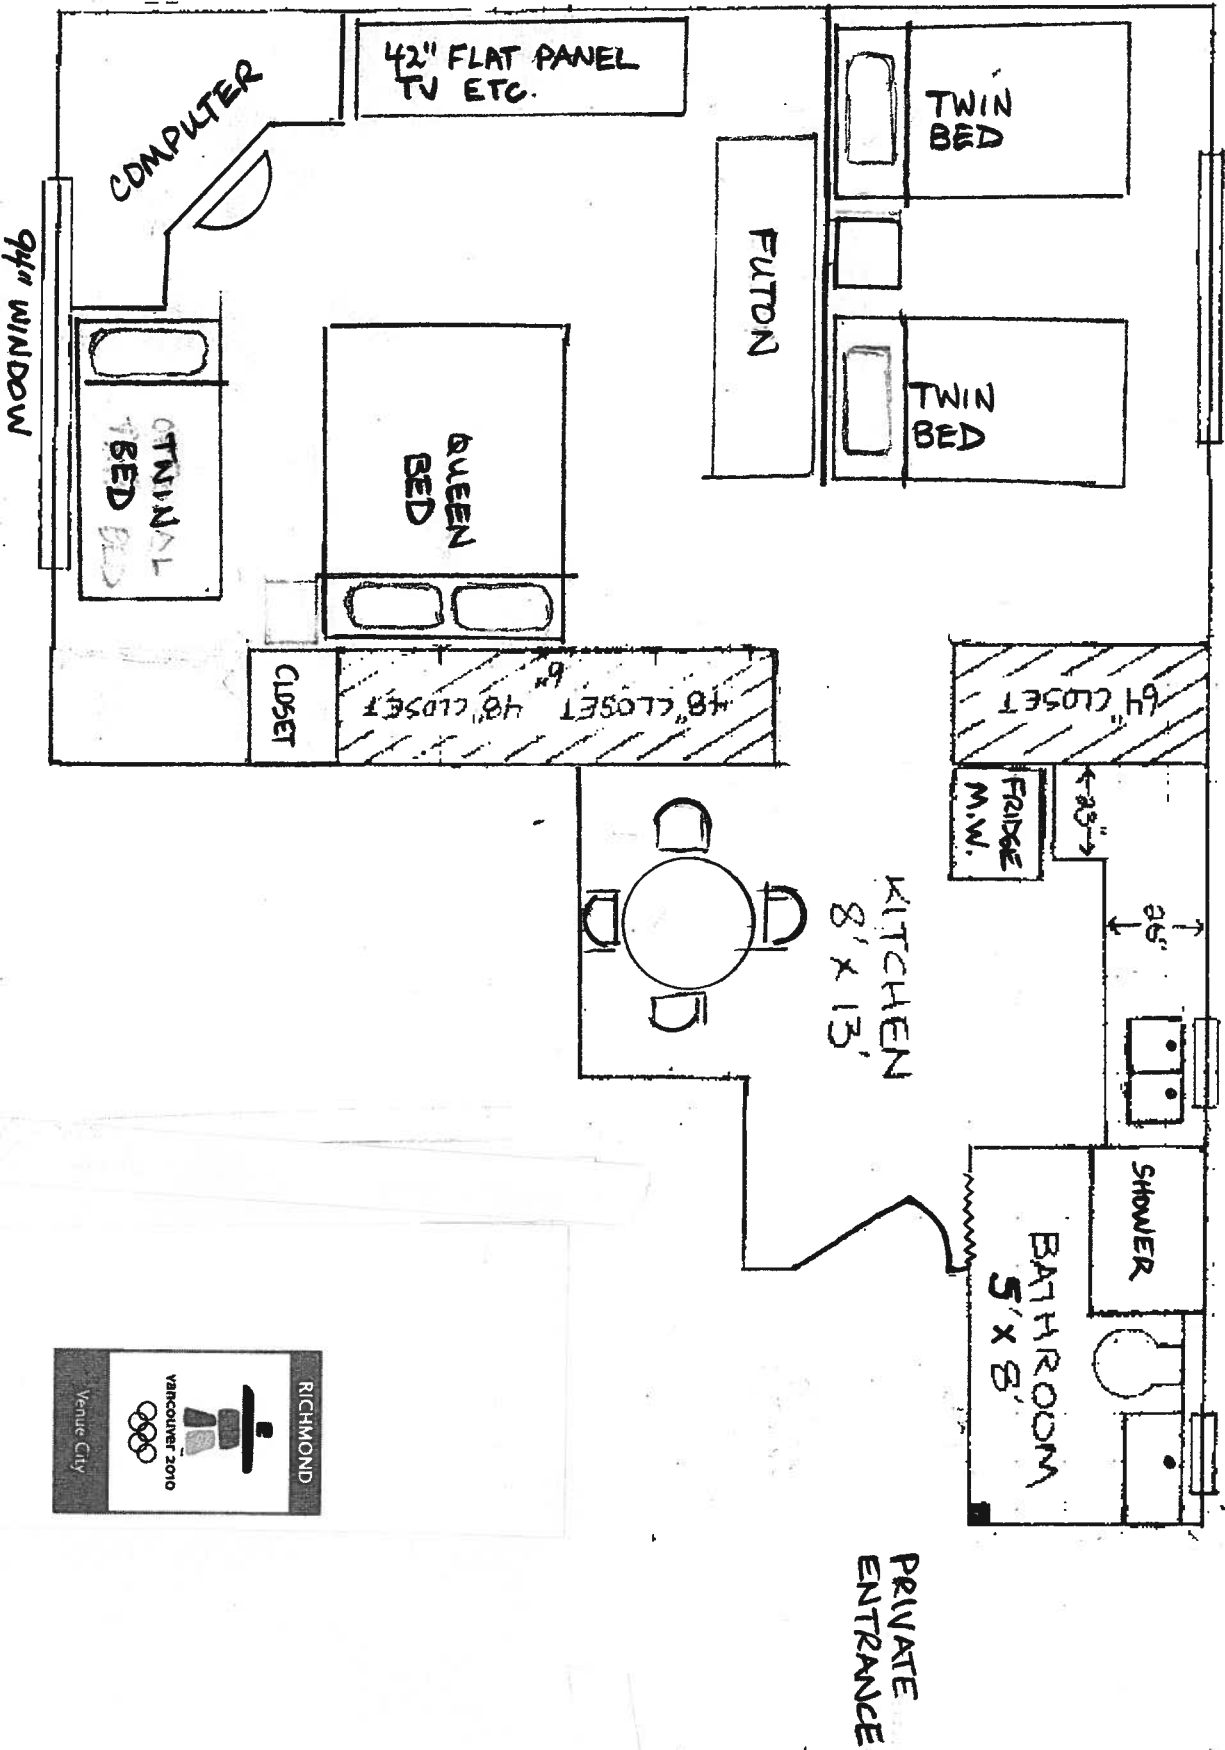 COMPUTER
42" FLAT PANEL
TV ETC.
TWIN
BED
FUTON
TWIN
BED
94" WINDOW
TWIN
BED
QUEEN
BED
CLOSET
48" CLOSET
48" CLOSET
64" CLOSET
FRIDGE
M.W.
23"
26"
KITCHEN
8' X 13'
SHOWER
BATHROOM
5' X 8'
RICHMOND
vancouver 2010
Venue City
PRIVATE
ENTRANCE